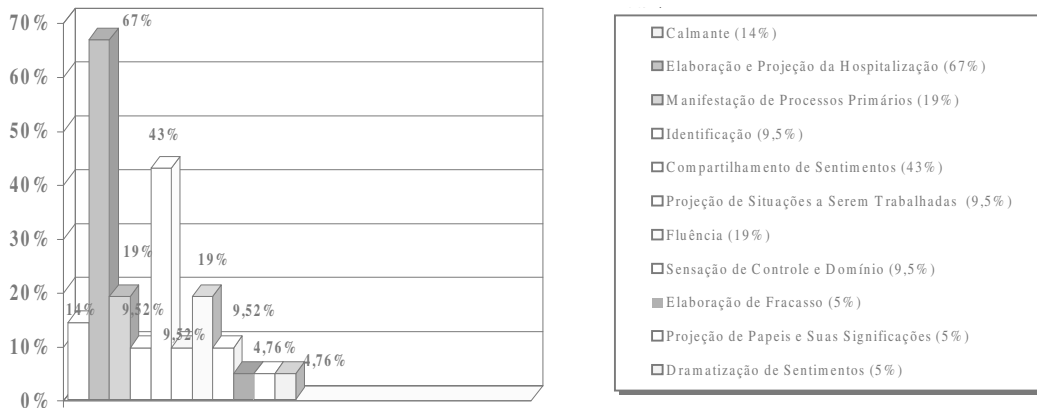 70%
60%
50%
40%
30%
20%
10%
0%
67%
43%
19%
19%
14%
9,52%
9,52%
9,52%
4,76%
4,76%
Calmante (14%)
Elaboração e Projeção da Hospitalização (67%)
Manifestação de Processos Primários (19%)
Identificação (9,5%)
Compartilhamento de Sentimentos (43%)
Projeção de Situações a Serem Trabalhadas (9,5%)
Fluência (19%)
Sensação de Controle e Domínio (9,5%)
Elaboração de Fracasso (5%)
Projeção de Papeis e Suas Significações (5%)
Dramatização de Sentimentos (5%)